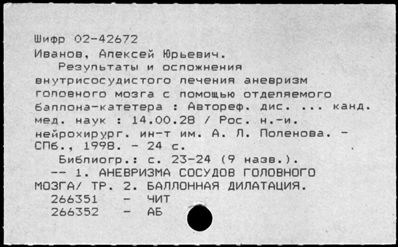 Шифр 02-42672
Иванов, Алексей Юрьевич.
Результаты и осложнения
внутрисосудистого лечения аневризм
головного мозга с помощью отделяемого
баллона-катетера : Автореф. дис. ... канд.
мед. наук : 14.00.28 / Рос. н.-и.
нейрохирург. ин-т им. А. Л. Поленова. -
СПб., 1998. - 24 с.
Библиогр.: с. 23-24 (9 назв.).
-- 1. АНЕВРИЗМА СОСУДОВ ГОЛОВНОГО
МОЗГА/ ТР. 2. БАЛЛОННАЯ ДИЛАТАЦИЯ.
266351 - ЧИТ
266352 - АБ